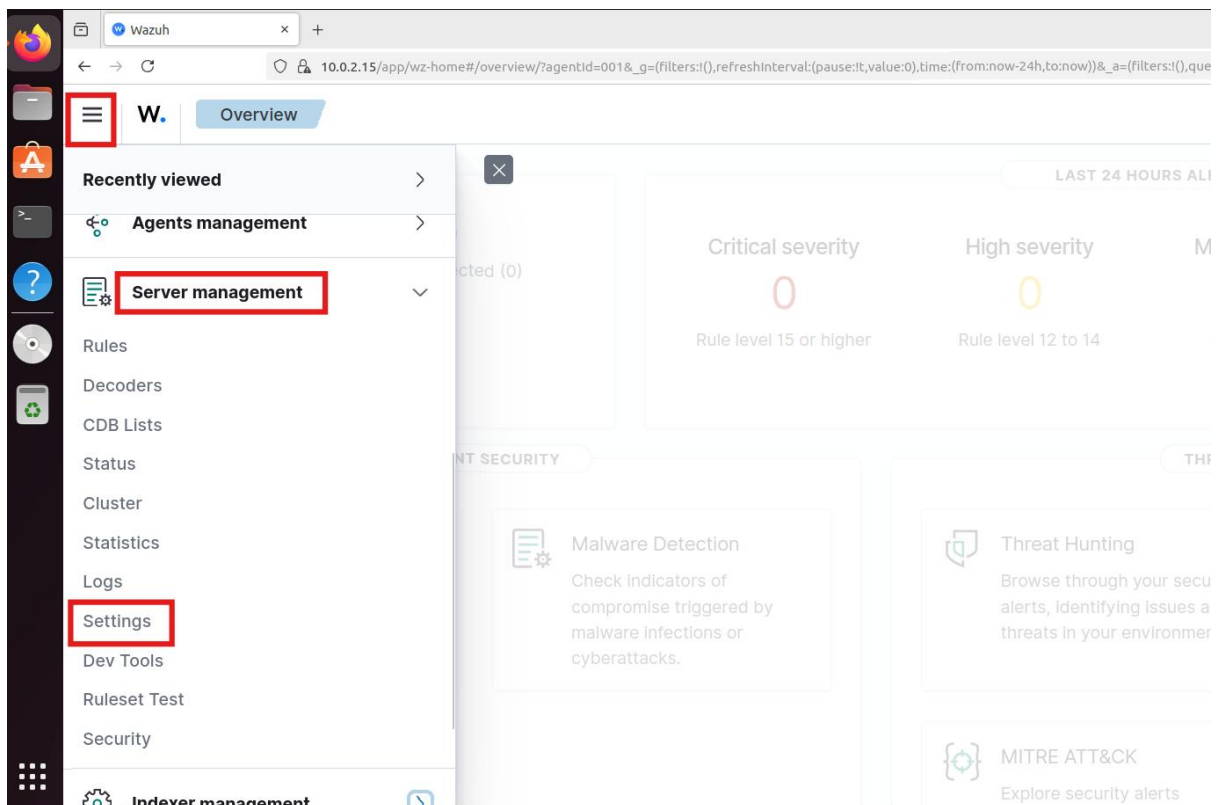 Wazuh
10.0.2.15/app/wz-home#/overview/?agentId=001&_g=(filters:!(),refreshInterval:(pause:!t,value:0),time:(from:now-24h,to:now))&_a=(filters:!(),que
W.
Overview
Recently viewed
Agents management
Server management
Rules
Decoders
CDB Lists
Status
Cluster
Statistics
Logs
Settings
Dev Tools
Ruleset Test
Security
Indexer management
cted (0)
LAST 24 HOURS AL
Critical severity
0
Rule level 15 or higher
High severity
0
Rule level 12 to 14
M
NT SECURITY
Malware Detection
Check indicators of
compromise triggered by
malware infections or
cyberattacks.
TH
Threat Hunting
Browse through your secu
alerts, identifying issues a
threats in your environmen
MITRE ATT&CK
Explore security alerts